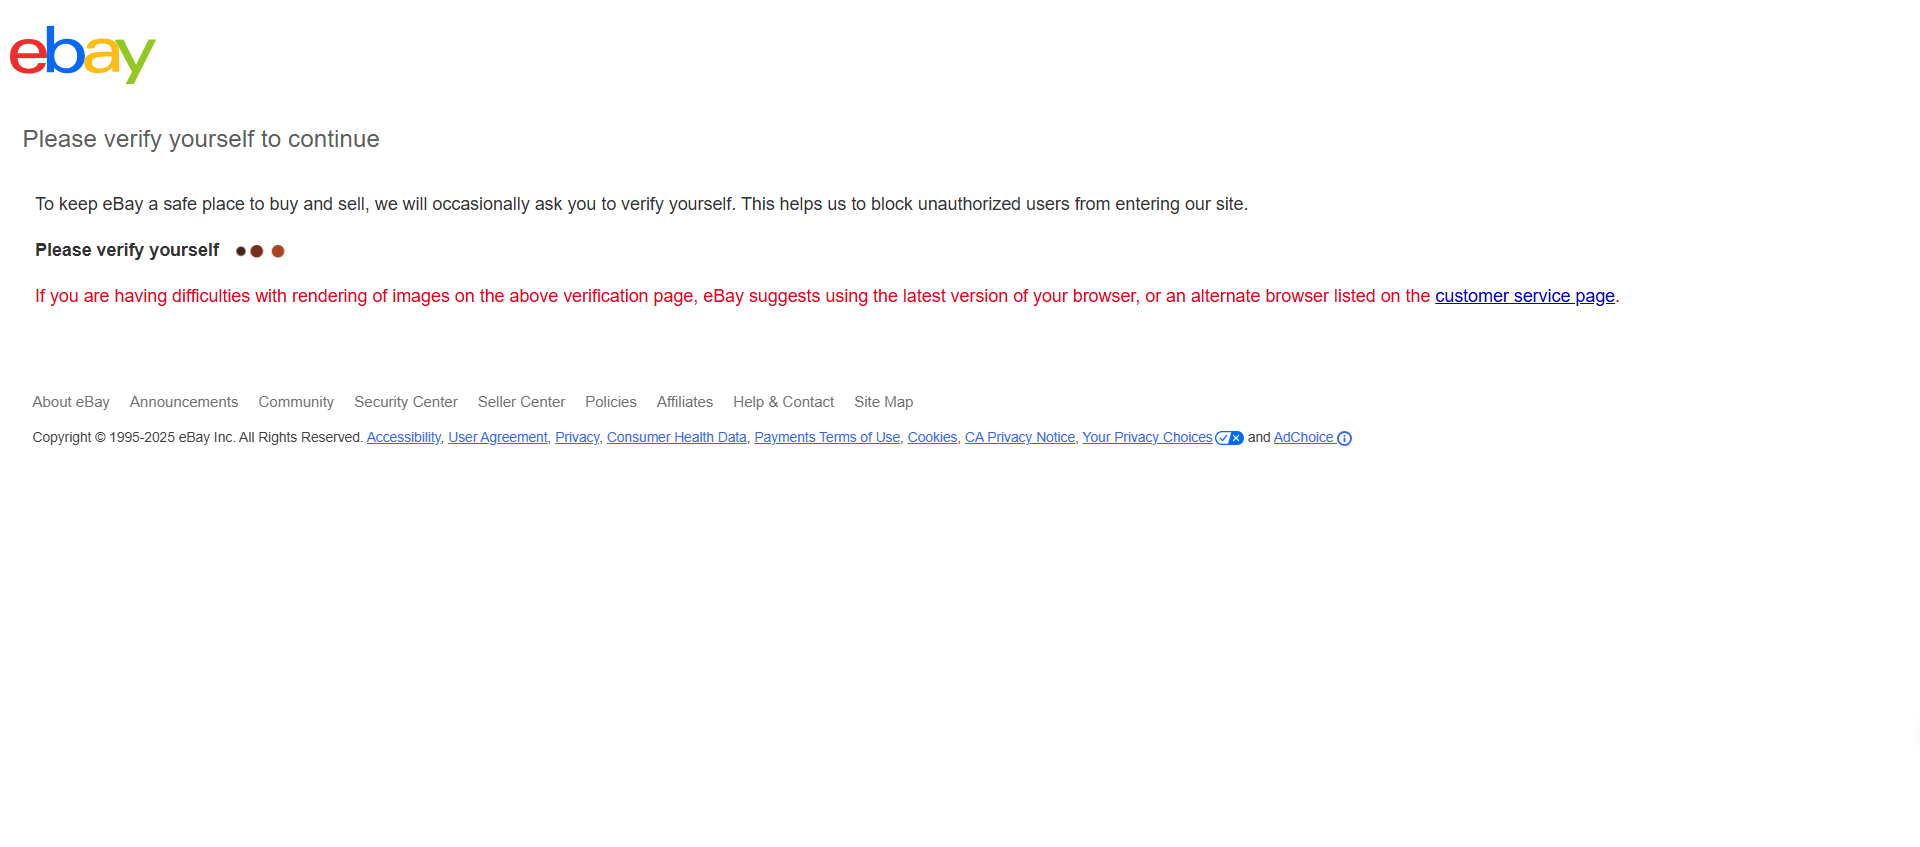 ebay
Please verify yourself to continue
To keep eBay a safe place to buy and sell, we will occasionally ask you to verify yourself. This helps us to block unauthorized users from entering our site.
Please verify yourself
If you are having difficulties with rendering of images on the above verification page, eBay suggests using the latest version of your browser, or an alternate browser listed on the customer service page.
About eBay Announcements Community Security Center Seller Center Policies Affiliates Help & Contact Site Map
Copyright © 1995-2025 eBay Inc. All Rights Reserved. Accessibility, User Agreement, Privacy, Consumer Health Data, Payments Terms of Use, Cookies, CA Privacy Notice, Your Privacy Choices and AdChoice